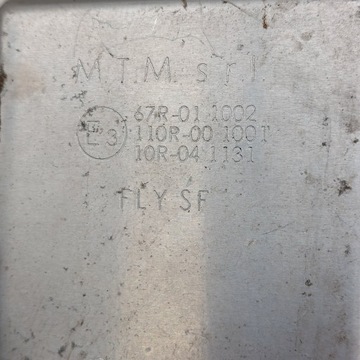 M.T.M. s r l
67R-01 1002
E3 110R-00 1001
10R-04 1131
FLY SF